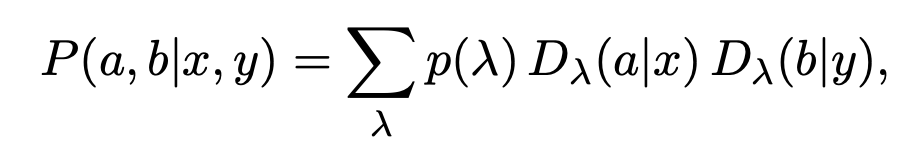 P(a, b|x, y) = ∑_λ p(λ) D_λ(a|x) D_λ(b|y),